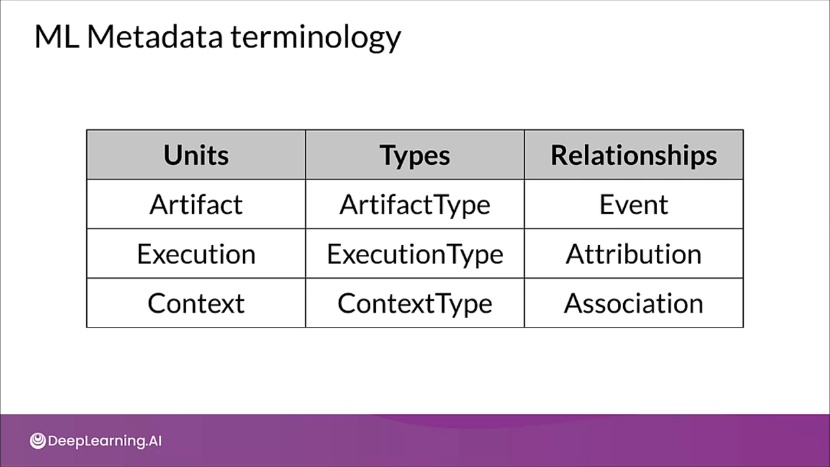 ML Metadata terminology
Units Types Relationships
Artifact ArtifactType Event
Execution ExecutionType Attribution
Context ContextType Association
DeepLearning.AI